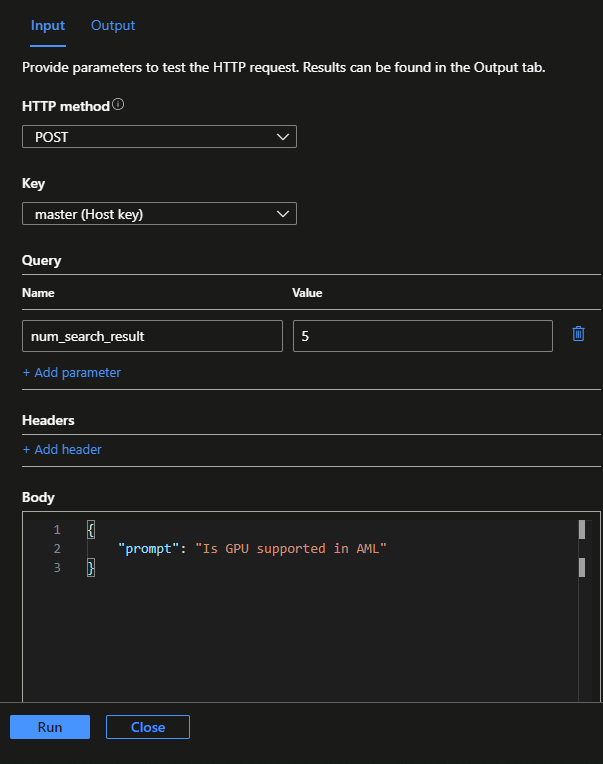 Input Output
Provide parameters to test the HTTP request. Results can be found in the Output tab.
HTTP method
POST
Key
master (Host key)
Query
Name Value
num_search_result 5
+ Add parameter
Headers
+ Add header
Body
1 {
2 "prompt": "Is GPU supported in AML"
3 }
Run Close